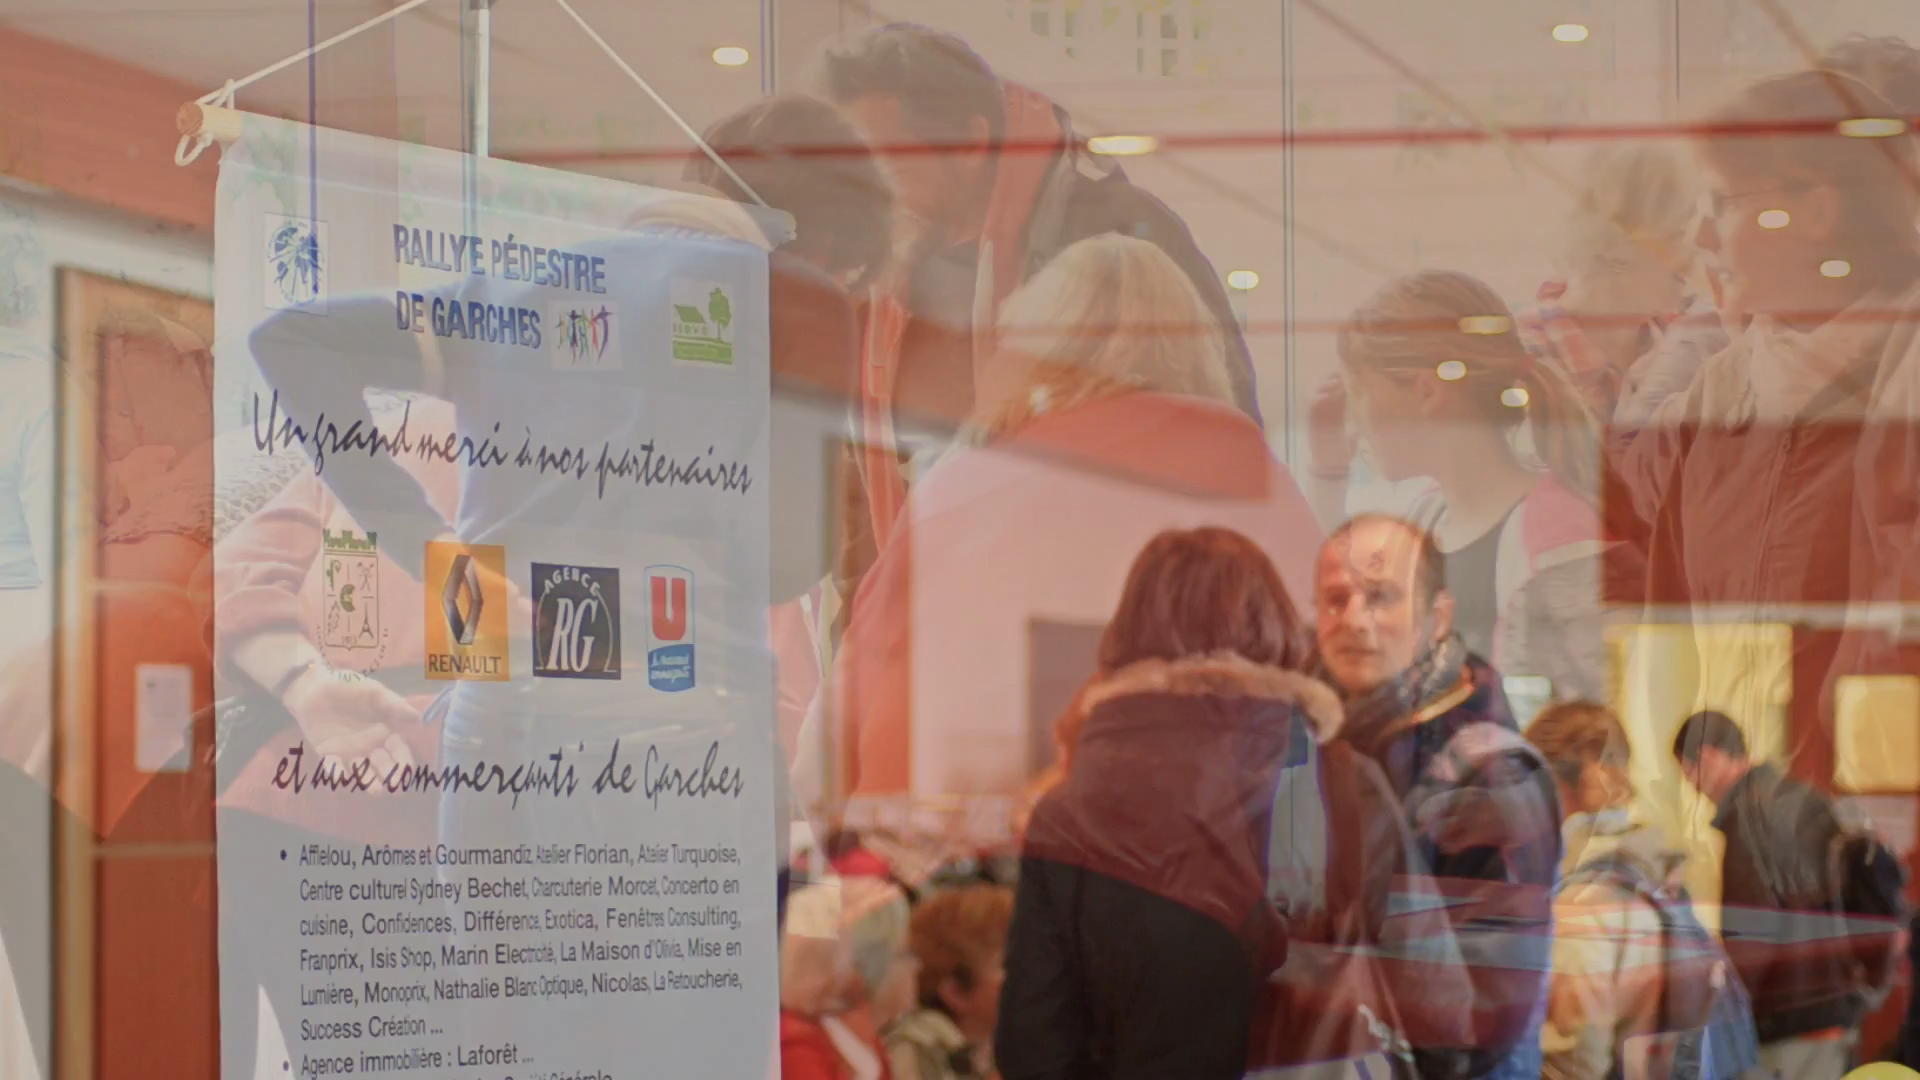 RALLYE PÉDESTRE
DE GARCHES
Un grand merci à nos partenaires
RENAULT
AGENCE
RG
U
et aux commerçants de Garches
• Afflelou, Arômes et Gourmandiz, Atelier Florian, Atelier Turquoise,
Centre culturel Sydney Bechet, Charcuterie Morcet, Concerto en
cuisine, Confidences, Différence, Exotica, Fenêtres Consulting,
Franprix, Isis Shop, Marin Electricité, La Maison d'Olivia, Mise en
Lumière, Monoprix, Nathalie Blanc Optique, Nicolas, La Retoucherie,
Success Création ...
• Agence immobilière : Laforêt ...
Société Générale